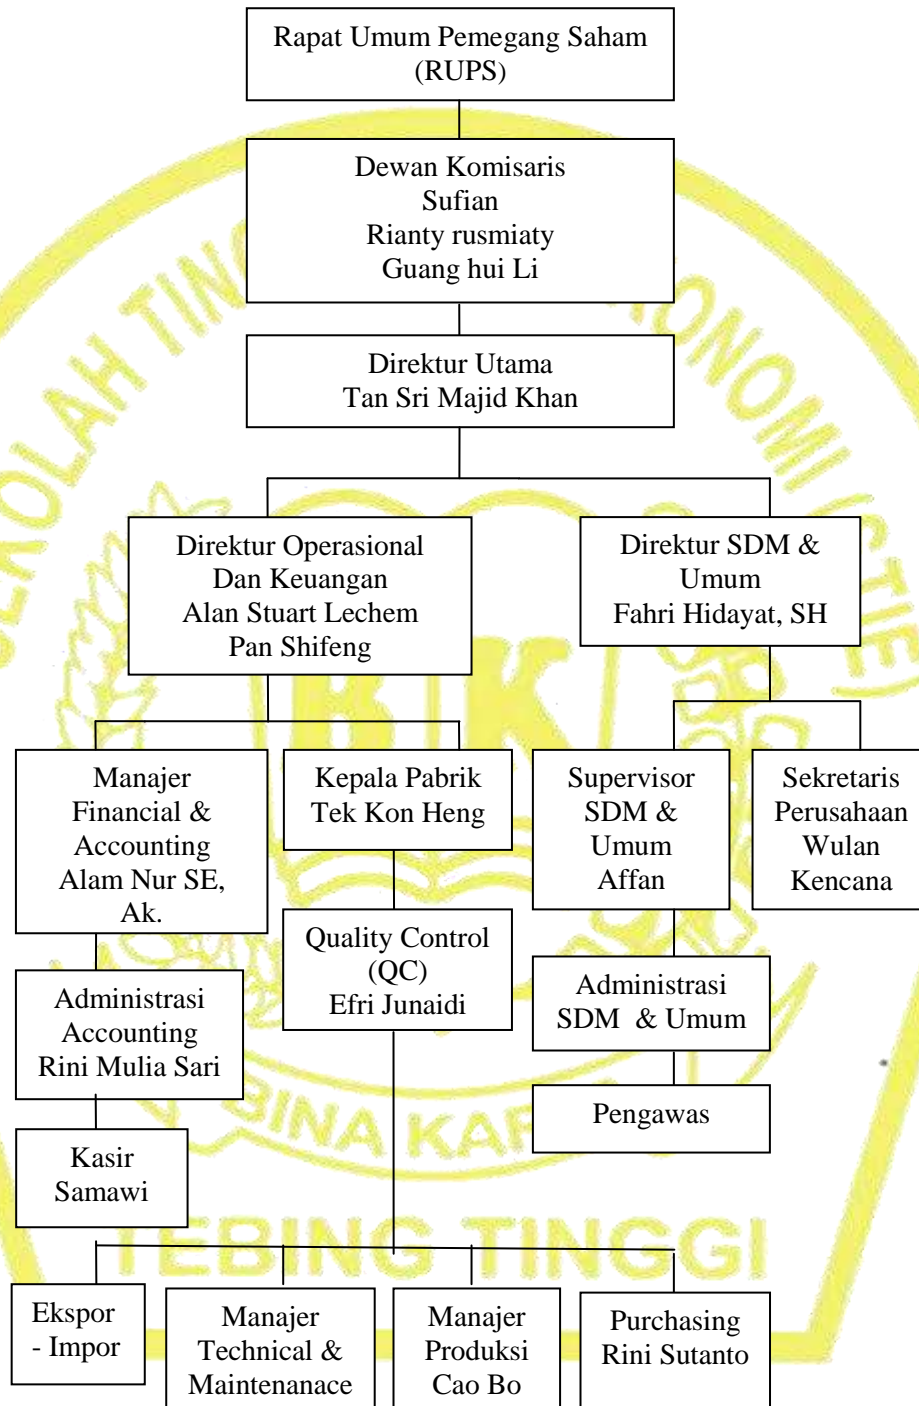 Rapat Umum Pemegang Saham
(RUPS)
Dewan Komisaris
Sufian
Rianty rusmiaty
Guang hui Li
Direktur Utama
Tan Sri Majid Khan
Direktur Operasional
Dan Keuangan
Alan Stuart Lechem
Pan Shifeng
Direktur SDM &
Umum
Fahri Hidayat, SH
Manajer
Financial &
Accounting
Alam Nur SE,
Ak.
Kepala Pabrik
Tek Kon Heng
Supervisor
SDM &
Umum
Affan
Sekretaris
Perusahaan
Wulan
Kencana
Quality Control
(QC)
Efri Junaidi
Administrasi
Accounting
Rini Mulia Sari
Administrasi
SDM & Umum
Pengawas
Kasir
Samawi
Ekspor
- Impor
Manajer
Technical &
Maintenanace
Manajer
Produksi
Cao Bo
Purchasing
Rini Sutanto
BINA
TEBING TINGGI